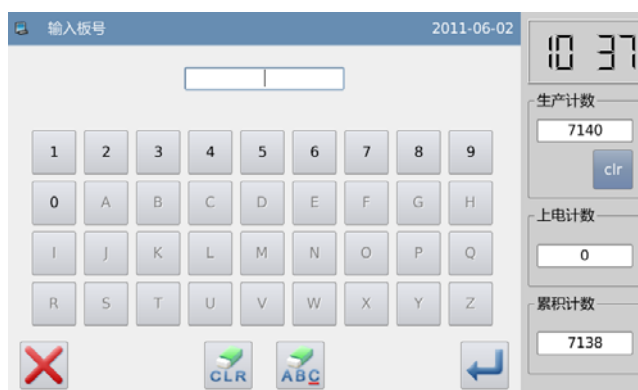 输入板号 2011-06-02
10 37
1 2 3 4 5 6 7 8 9
0 A B C D E F G H
I J K L M N O P Q
R S T U V W X Y Z
CLR ABC
生产计数
7140
clr
上电计数
0
累积计数
7138